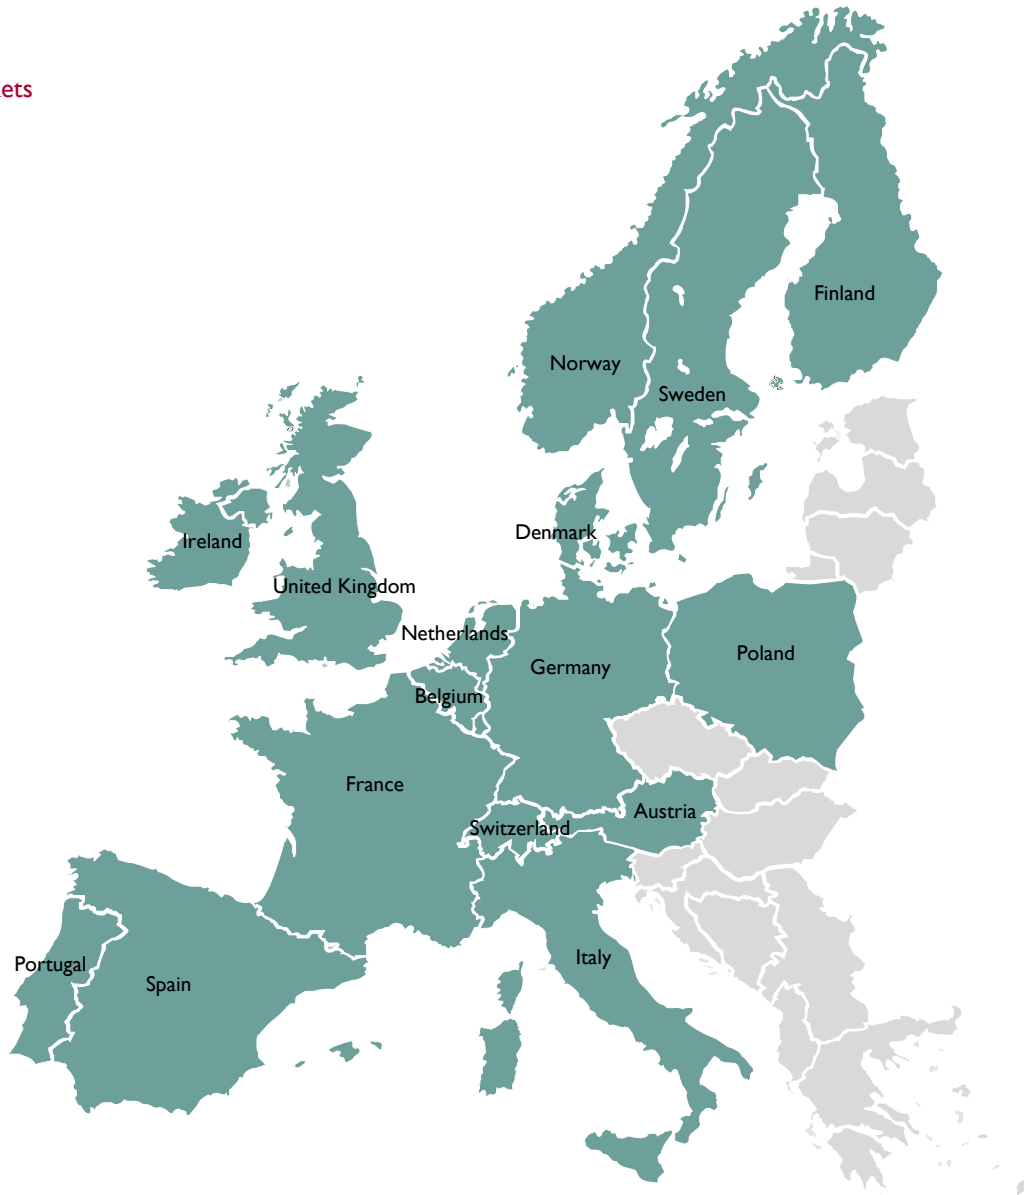 ets
Finland
Norway
Sweden
Denmark
Ireland
United Kingdom
Netherlands
Poland
Germany
Belgium
France
Austria
Switzerland
Italy
Portugal
Spain